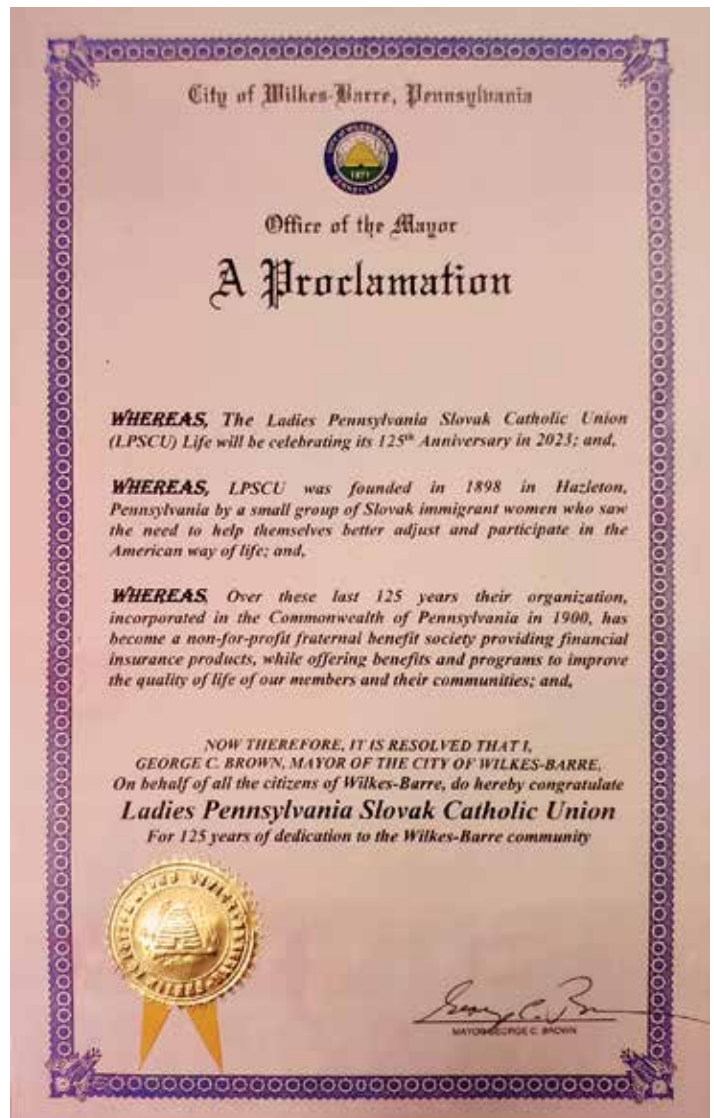 City of Wilkes-Barre, Pennsylvania
CITY OF WILKES-BARRE
1871
PENNSYLVANIA
Office of the Mayor
A Proclamation
WHEREAS, The Ladies Pennsylvania Slovak Catholic Union
(LPSCU) Life will be celebrating its 125th Anniversary in 2023; and,
WHEREAS, LPSCU was founded in 1898 in Hazleton,
Pennsylvania by a small group of Slovak immigrant women who saw
the need to help themselves better adjust and participate in the
American way of life; and,
WHEREAS, Over these last 125 years their organization,
incorporated in the Commonwealth of Pennsylvania in 1900, has
become a non-for-profit fraternal benefit society providing financial
insurance products, while offering benefits and programs to improve
the quality of life of our members and their communities; and,
NOW THEREFORE, IT IS RESOLVED THAT I,
GEORGE C. BROWN, MAYOR OF THE CITY OF WILKES-BARRE,
On behalf of all the citizens of Wilkes-Barre, do hereby congratulate
Ladies Pennsylvania Slovak Catholic Union
For 125 years of dedication to the Wilkes-Barre community
MAYOR GEORGE C. BROWN